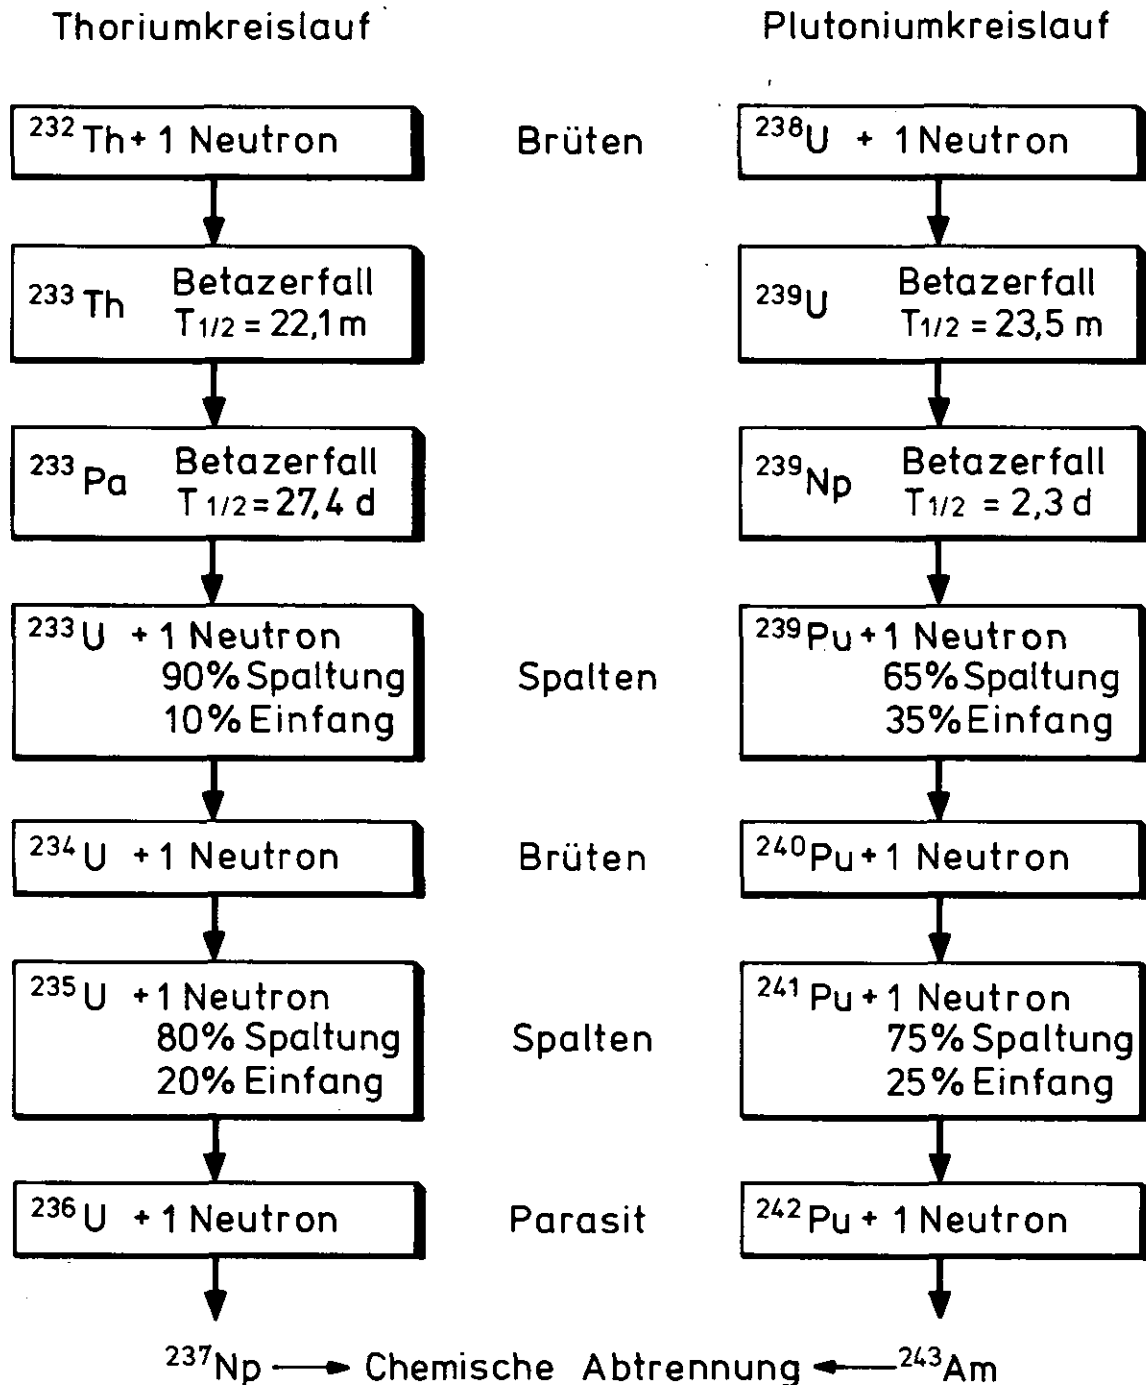 Thoriumkreislauf
Plutoniumkreislauf
²³²Th + 1 Neutron
Brüten
²³⁸U + 1 Neutron
²³³Th Betazerfall
T1/2 = 22,1 m
²³⁹U Betazerfall
T1/2 = 23,5 m
²³³Pa Betazerfall
T1/2 = 27,4 d
²³⁹Np Betazerfall
T1/2 = 2,3 d
²³³U + 1 Neutron
90% Spaltung
10% Einfang
Spalten
²³⁹Pu + 1 Neutron
65% Spaltung
35% Einfang
²³⁴U + 1 Neutron
Brüten
²⁴⁰Pu + 1 Neutron
²³⁵U + 1 Neutron
80% Spaltung
20% Einfang
Spalten
²⁴¹Pu + 1 Neutron
75% Spaltung
25% Einfang
²³⁶U + 1 Neutron
Parasit
²⁴²Pu + 1 Neutron
²³⁷Np → Chemische Abtrennung ← ²⁴³Am